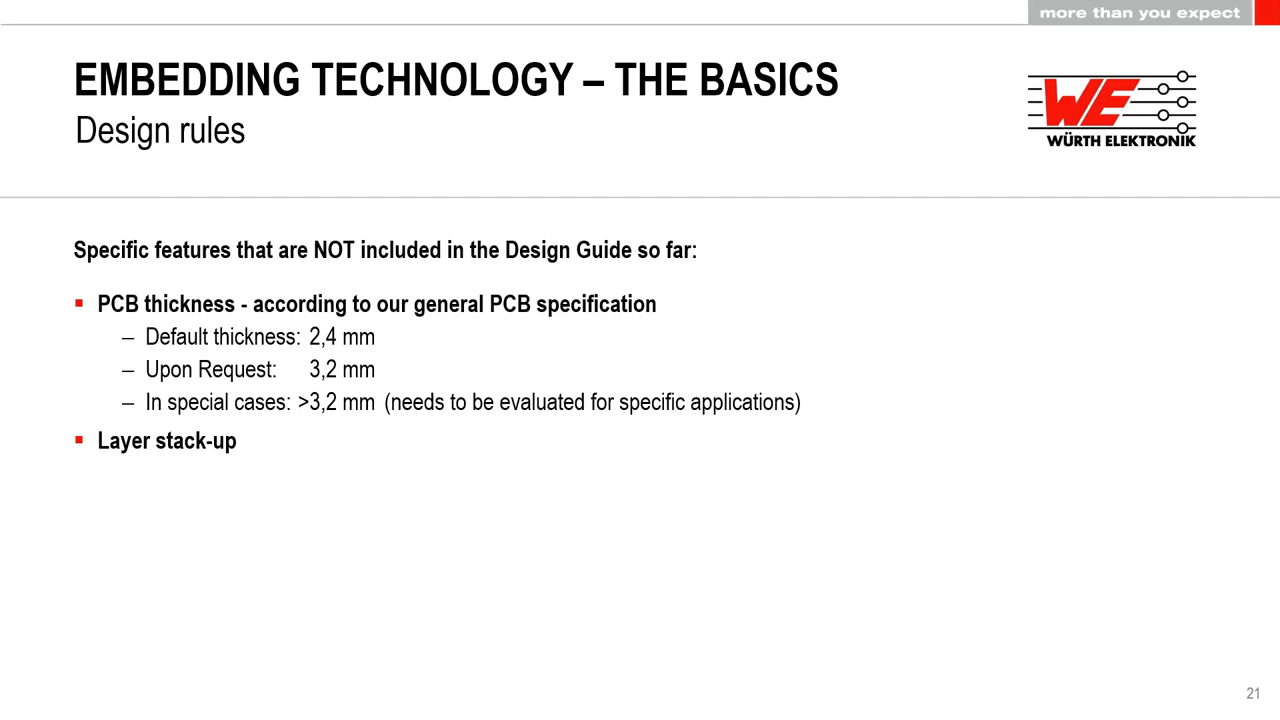 more than you expect
EMBEDDING TECHNOLOGY – THE BASICS
Design rules
WE
WÜRTH ELEKTRONIK
Specific features that are NOT included in the Design Guide so far:
▪ PCB thickness - according to our general PCB specification
– Default thickness: 2,4 mm
– Upon Request: 3,2 mm
– In special cases: >3,2 mm (needs to be evaluated for specific applications)
▪ Layer stack-up
21